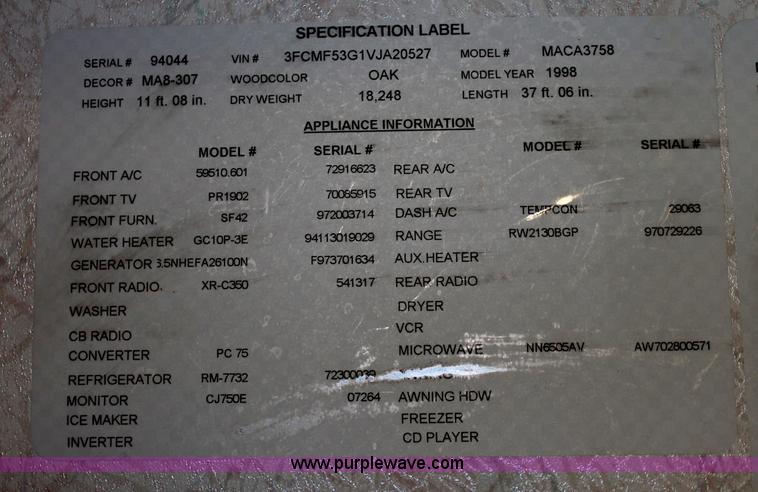 SPECIFICATION LABEL
SERIAL # 94044 VIN # 3FCMF53G1VJA20527 MODEL # MACA3758
DECOR # MA8-307 WOODCOLOR OAK MODEL YEAR 1998
HEIGHT 11 ft. 08 in. DRY WEIGHT 18,248 LENGTH 37 ft. 06 in.
APPLIANCE INFORMATION
MODEL # SERIAL # MODEL # SERIAL #
FRONT A/C 59510.601 72916623 REAR A/C
FRONT TV PR1902 70065915 REAR TV
FRONT FURN. SF42 972003714 DASH A/C TEMPCON 29063
WATER HEATER GC10P-3E 94113019029 RANGE RW2130BGP 970729226
GENERATOR 3.5NHEFA26100N F973701634 AUX.HEATER
FRONT RADIO. XR-C350 541317 REAR RADIO
WASHER DRYER
CB RADIO VCR
CONVERTER PC 75 MICROWAVE NN6505AV AW702800571
REFRIGERATOR RM-7732 72300039
MONITOR CJ750E 07264 AWNING HDW
ICE MAKER FREEZER
INVERTER CD PLAYER
www.purplewave.com